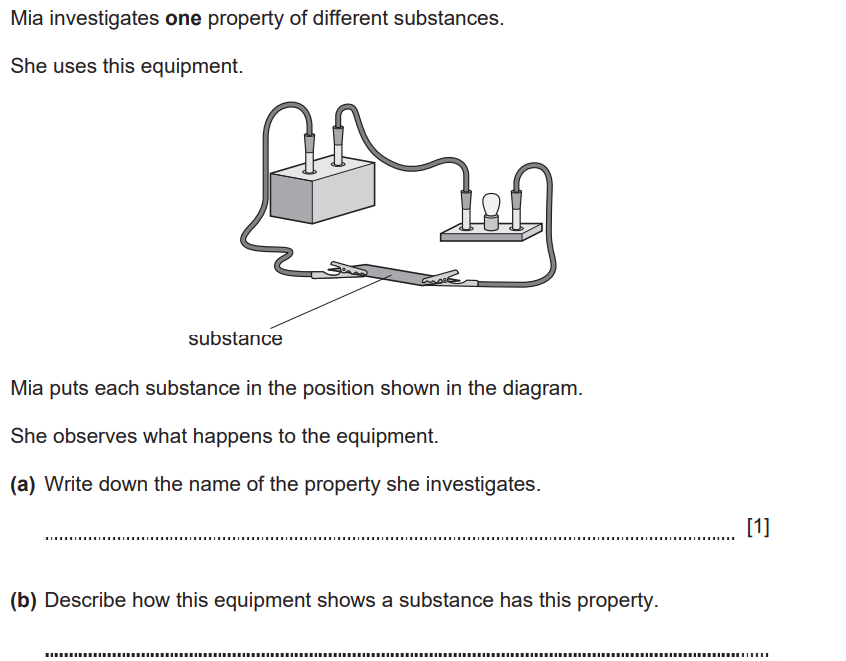 Mia investigates one property of different substances.
She uses this equipment.
substance
Mia puts each substance in the position shown in the diagram.
She observes what happens to the equipment.
(a) Write down the name of the property she investigates.
[1]
(b) Describe how this equipment shows a substance has this property.